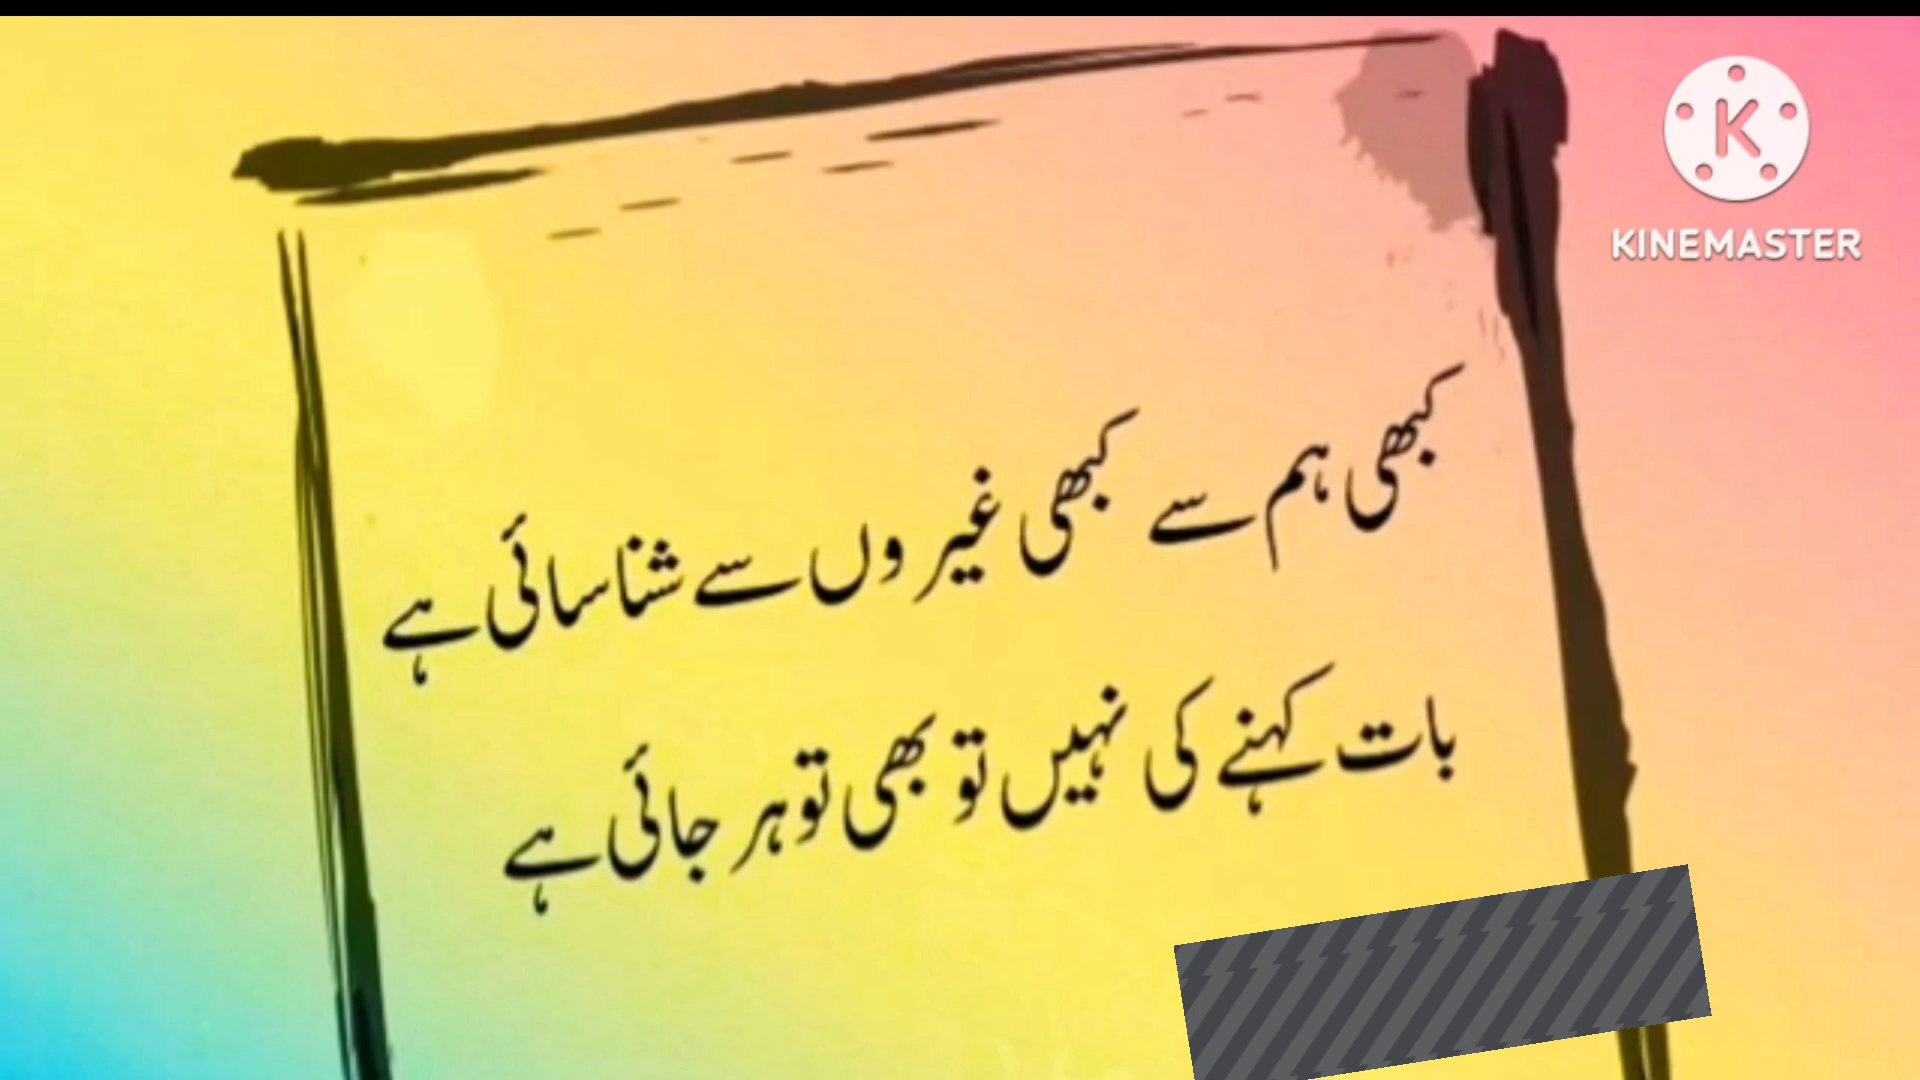 KINEMASTER
کبھی ہم سے کبھی غیروں سے شناسائی ہے
بات کہنے کی نہیں تو بھی تو ہر جائی ہے